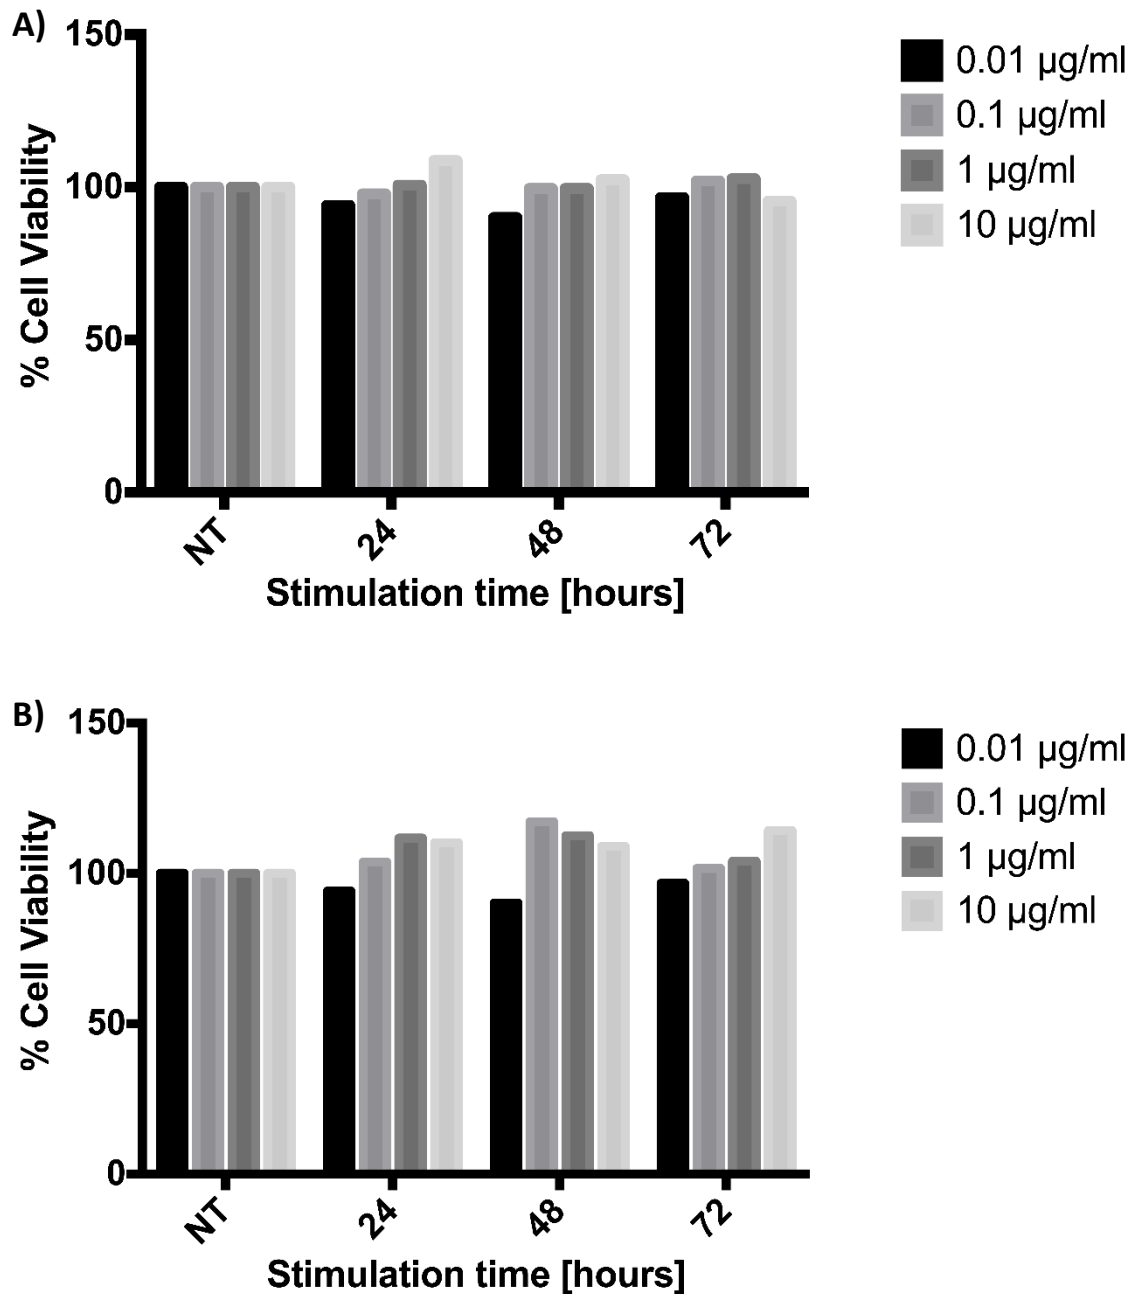 A)
150
100
50
0
% Cell Viability
NT
24
48
72
Stimulation time [hours]
0.01 µg/ml
0.1 µg/ml
1 µg/ml
10 µg/ml
B)
150
100
50
0
% Cell Viability
NT
24
48
72
Stimulation time [hours]
0.01 µg/ml
0.1 µg/ml
1 µg/ml
10 µg/ml